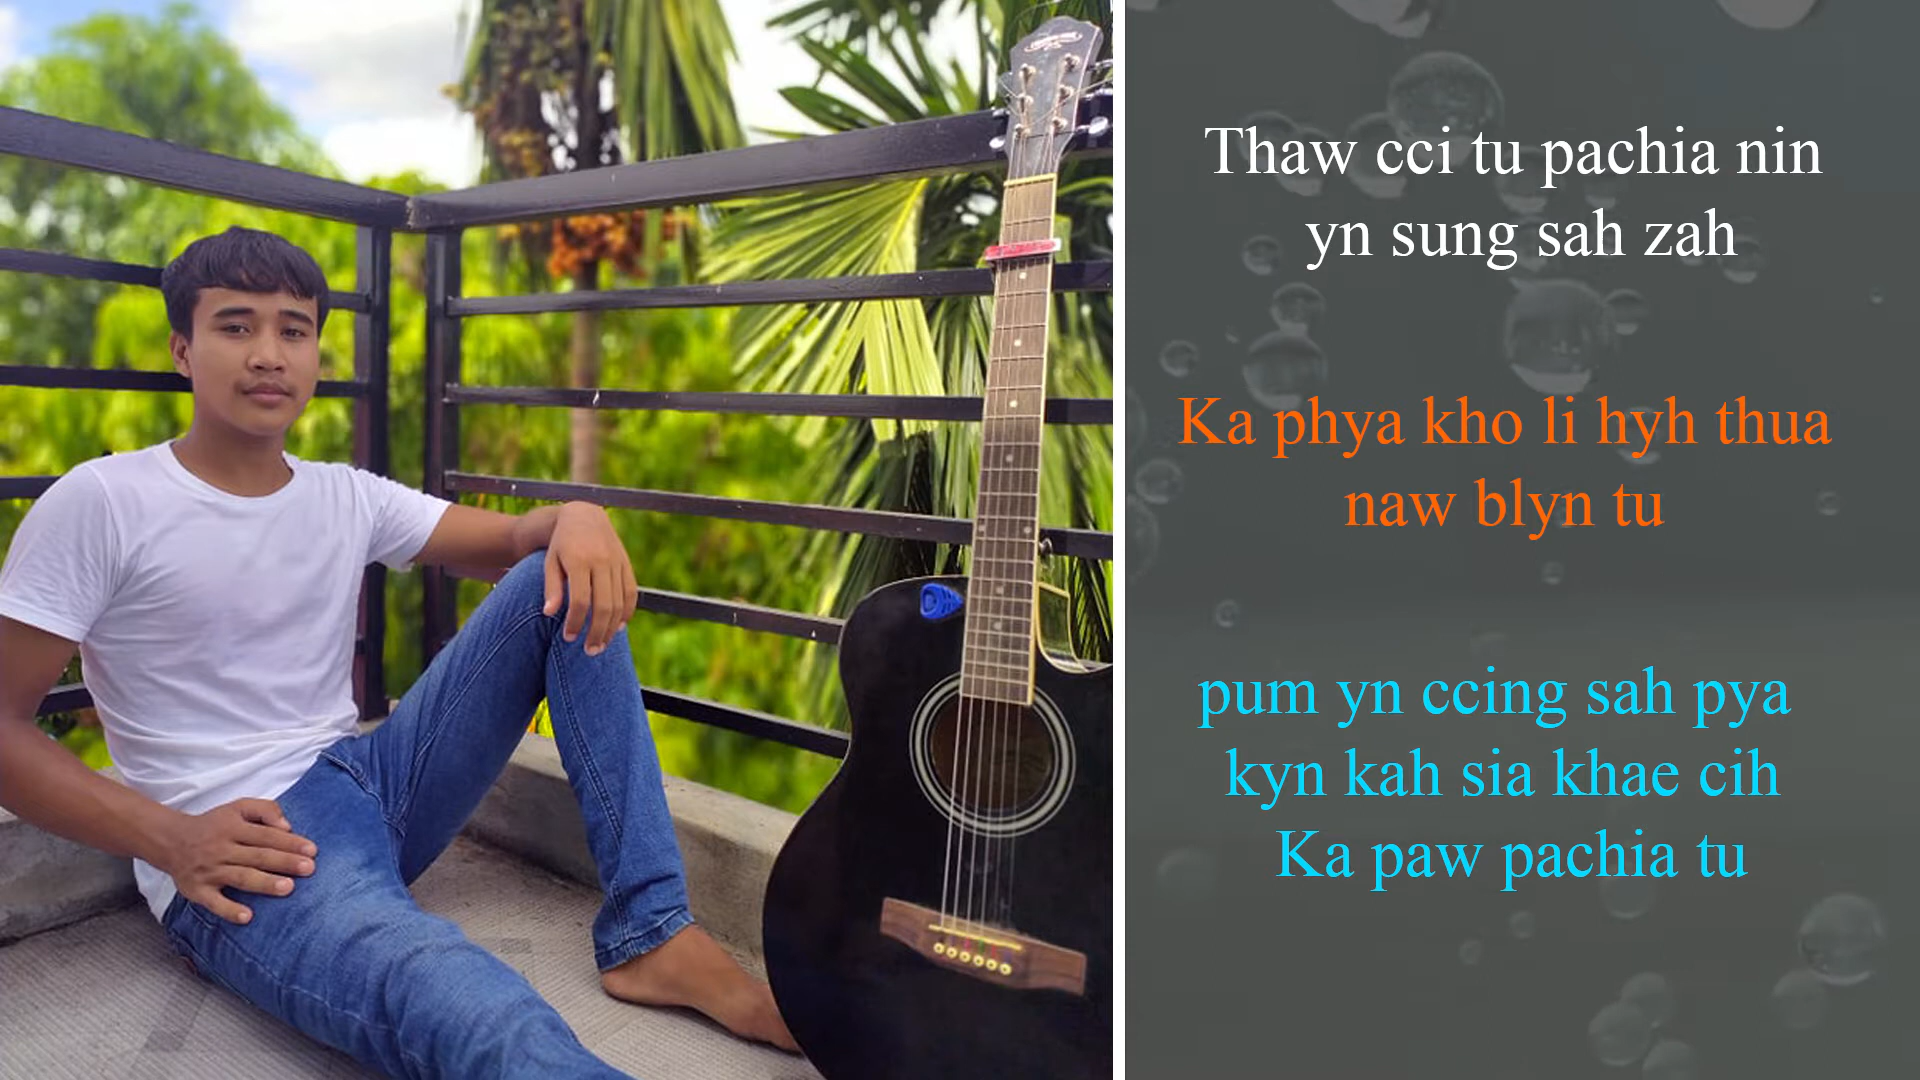 Thaw cci tu pachia nin
yn sung sah zah
Ka phya kho li hyh thua
naw blyn tu
pum yn ccing sah pya
kyn kah sia khae cih
Ka paw pachia tu